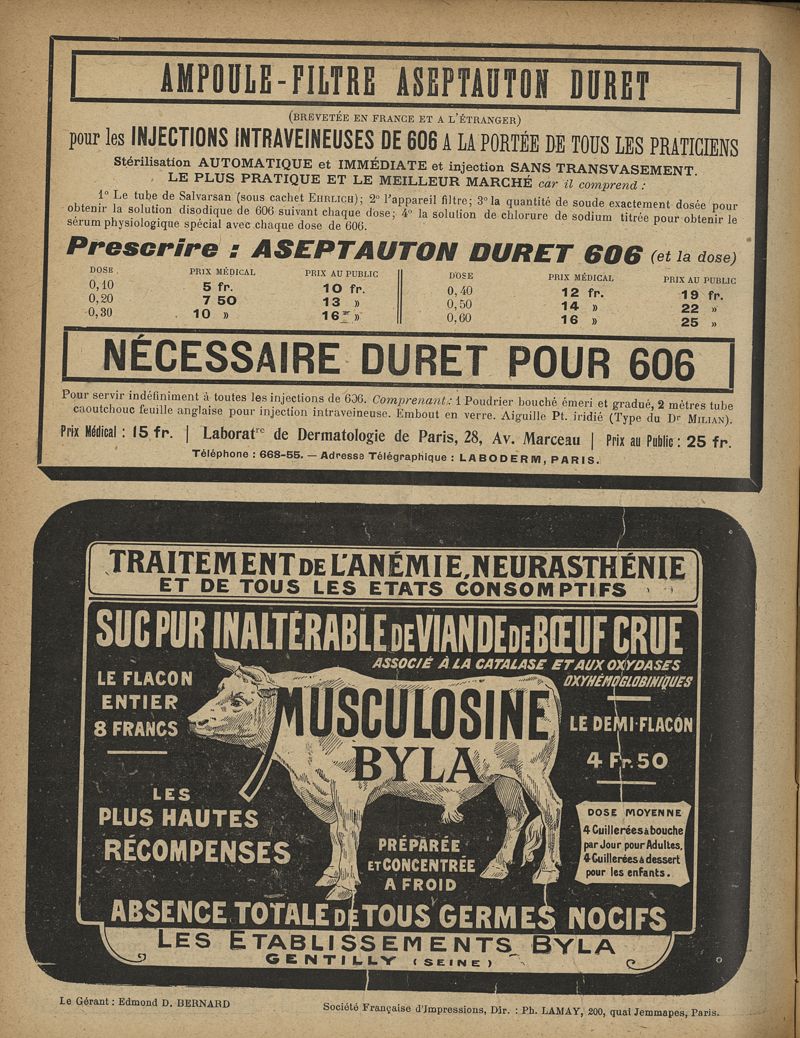 AMPOULE-FILTRE ASEPTAUTON DURET
(BREVETÉE EN FRANCE ET A L'ÉTRANGER)
pour les INJECTIONS INTRAVEINEUSES DE 606 A LA PORTÉE DE TOUS LES PRATICIENS
Stérilisation AUTOMATIQUE et IMMÉDIATE et injection SANS TRANSVASEMENT.
LE PLUS PRATIQUE ET LE MEILLEUR MARCHÉ car il comprend :
1° Le tube de Salvarsan (sous cachet EHRLICH); 2° l'appareil filtre; 3° la quantité de soude exactement dosée pour
obtenir la solution disodique de 606 suivant chaque dose; 4° la solution de chlorure de sodium titrée pour obtenir le
sérum physiologique spécial avec chaque dose de 606.
Prescrire : ASEPTAUTON DURET 606 (et la dose)
DOSE PRIX MÉDICAL PRIX AU PUBLIC DOSE PRIX MÉDICAL PRIX AU PUBLIC
0,10 5 fr. 10 fr. 0,40 12 fr. 19 fr.
0,20 7 50 13 » 0,50 14 » 22 »
0,30 10 » 16 » 0,60 16 » 25 »
NÉCESSAIRE DURET POUR 606
Pour servir indéfiniment à toutes les injections de 606. Comprenant : 1 Poudrier bouché émeri et gradué, 2 mètres tube
caoutchouc feuille anglaise pour injection intraveineuse. Embout en verre. Aiguille Pt. iridié (Type du Dr MILIAN).
Prix Médical : 15 fr. | Laboratre de Dermatologie de Paris, 28, Av. Marceau | Prix au Public : 25 fr.
Téléphone : 668-55. — Adresse Télégraphique : LABODERM, PARIS.
TRAITEMENT DE L'ANÉMIE, NEURASTHÉNIE
ET DE TOUS LES ETATS CONSOMPTIFS
SUC PUR INALTÉRABLE DE VIANDE DE BŒUF CRUE
ASSOCIÉ À LA CATALASE ET AUX OXYDASES
OXYHÉMOGLOBINIQUES
LE FLACON
ENTIER
8 FRANCS
MUSCULOSINE
BYLA
LE DEMI-FLACON
4 Fr. 50
LES
PLUS HAUTES
RÉCOMPENSES
PRÉPARÉE
ET CONCENTRÉE
A FROID
DOSE MOYENNE
4 Cuillerées à bouche
par Jour pour Adultes.
4 Cuillerées à dessert
pour les enfants.
ABSENCE TOTALE DE TOUS GERMES NOCIFS
LES ETABLISSEMENTS BYLA
GENTILLY (SEINE)
Le Gérant : Edmond D. BERNARD
Société Française d'Impressions, Dir. : Ph. LAMAY, 200, quai Jemmapes, Paris.